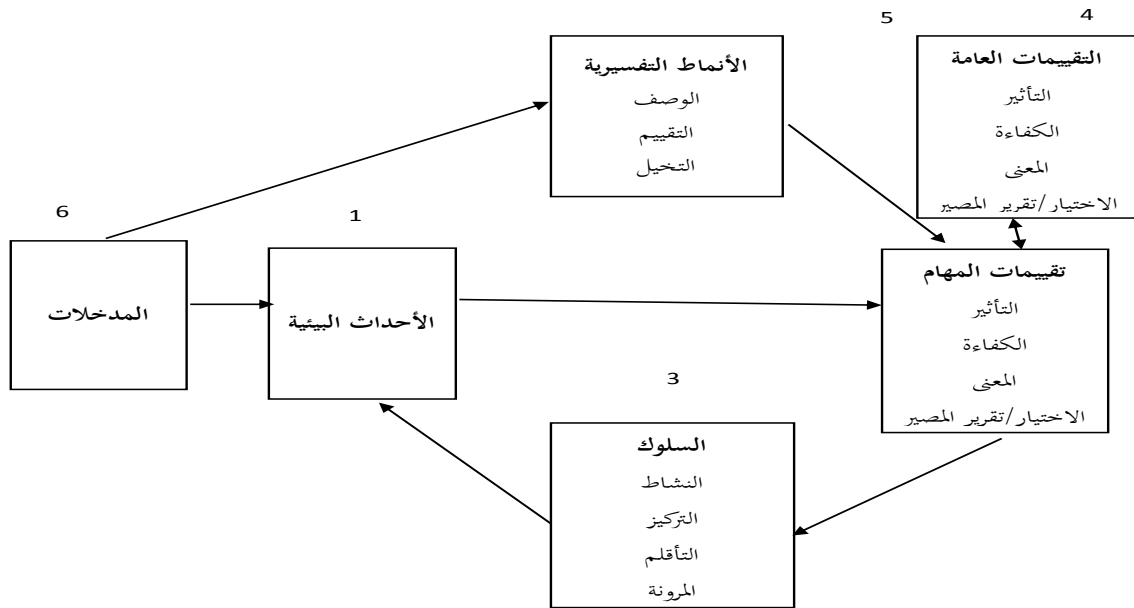 5
4
الأنماط التفسيرية
الوصف
التقييم
التخيل
التقييمات العامة
التأثير
الكفاءة
المعنى
الاختيار/تقرير المصير
6
المدخلات
1
الأحداث البيئية
تقييمات المهام
التأثير
الكفاءة
المعنى
الاختيار/تقرير المصير
3
السلوك
النشاط
التركيز
التأقلم
المرونة